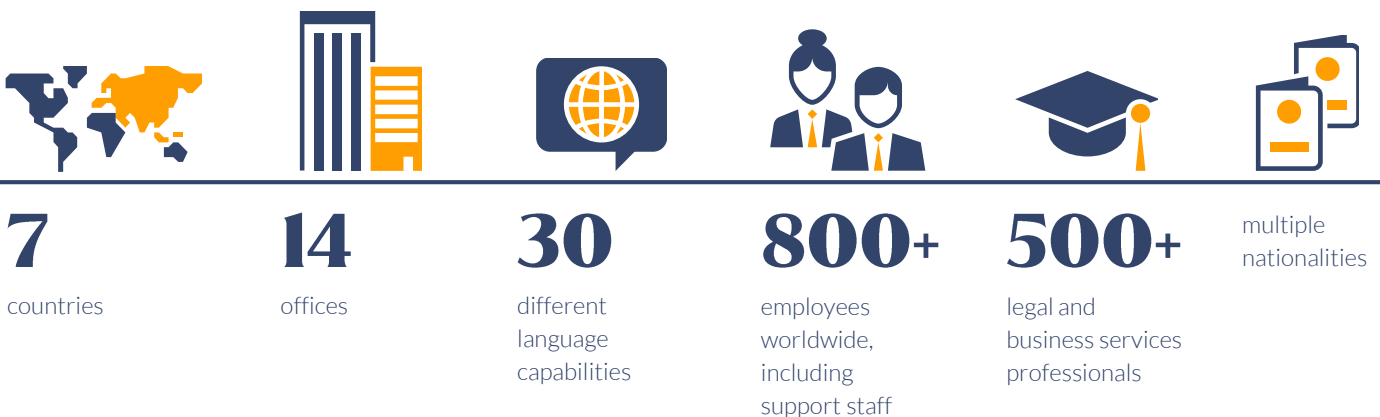 7
countries
14
offices
30
different
language
capabilities
800+
employees
worldwide,
including
support staff
500+
legal and
business services
professionals
multiple
nationalities